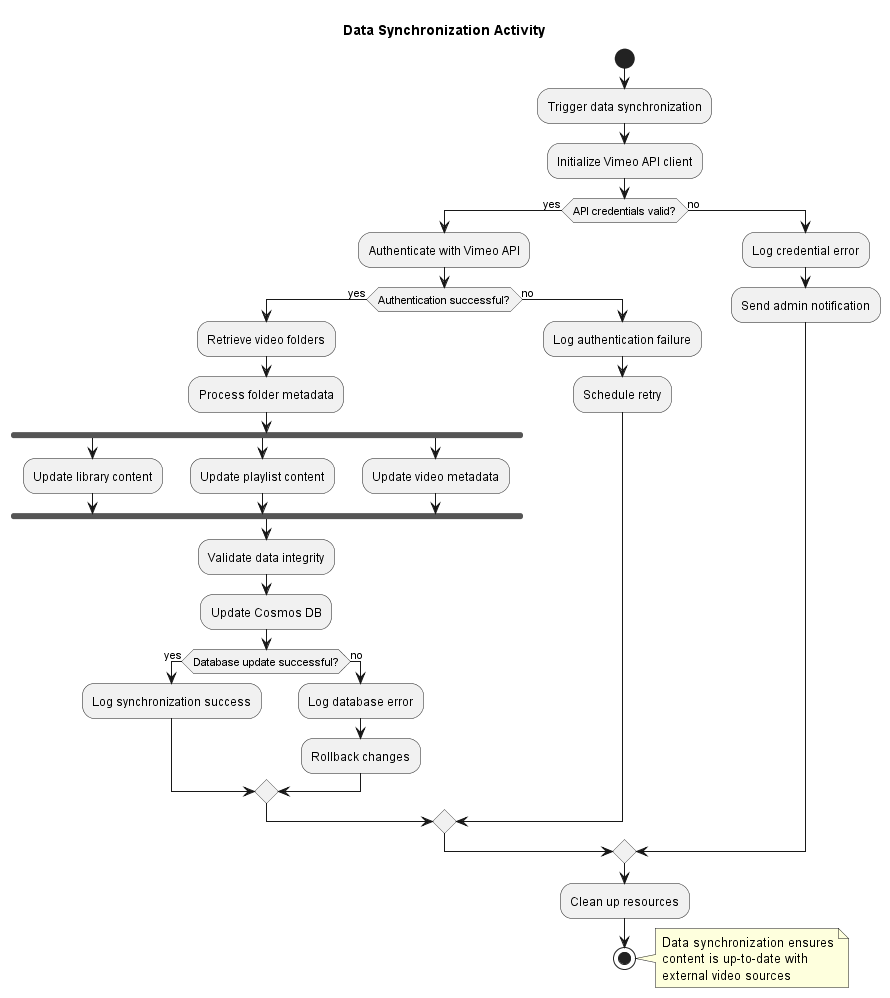 Data Synchronization Activity
Trigger data synchronization
Initialize Vimeo API client
yes
API credentials valid?
no
Authenticate with Vimeo API
Log credential error
yes
Authentication successful?
no
Send admin notification
Retrieve video folders
Log authentication failure
Process folder metadata
Schedule retry
Update library content
Update playlist content
Update video metadata
Validate data integrity
Update Cosmos DB
yes
Database update successful?
no
Log synchronization success
Log database error
Rollback changes
Clean up resources
Data synchronization ensures
content is up-to-date with
external video sources